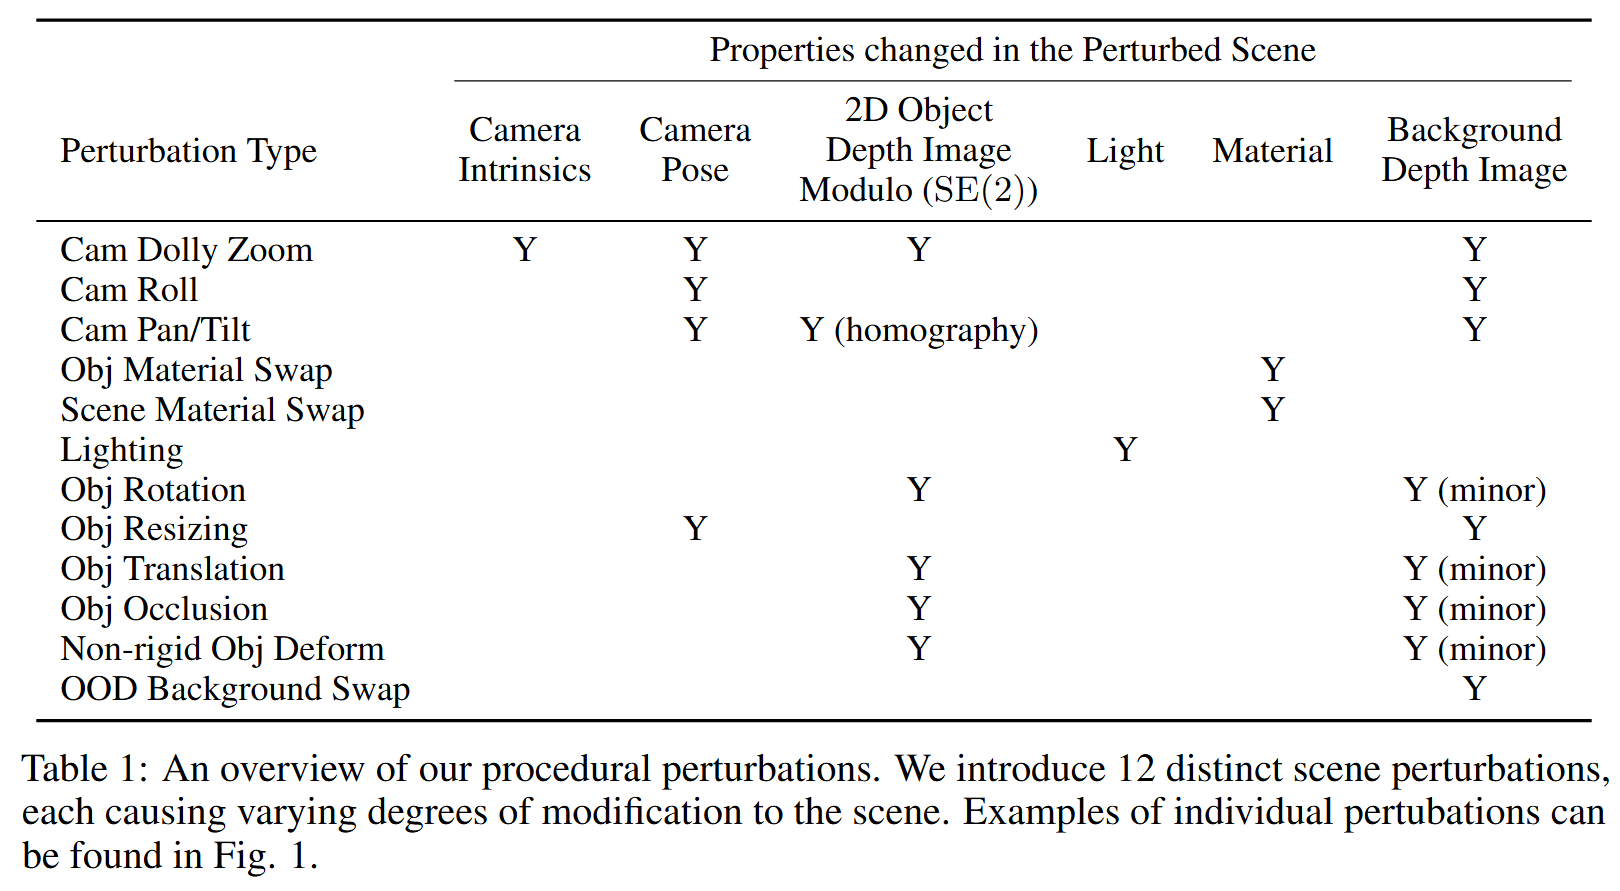 Properties changed in the Perturbed Scene
Perturbation Type Camera Intrinsics Camera Pose 2D Object Depth Image Modulo (SE(2)) Light Material Background Depth Image
Cam Dolly Zoom Y Y Y Y
Cam Roll Y Y
Cam Pan/Tilt Y Y (homography) Y
Obj Material Swap Y
Scene Material Swap Y
Lighting Y
Obj Rotation Y Y (minor)
Obj Resizing Y Y
Obj Translation Y Y (minor)
Obj Occlusion Y Y (minor)
Non-rigid Obj Deform Y Y (minor)
OOD Background Swap Y
Table 1: An overview of our procedural perturbations. We introduce 12 distinct scene perturbations,
each causing varying degrees of modification to the scene. Examples of individual pertubations can
be found in Fig. 1.